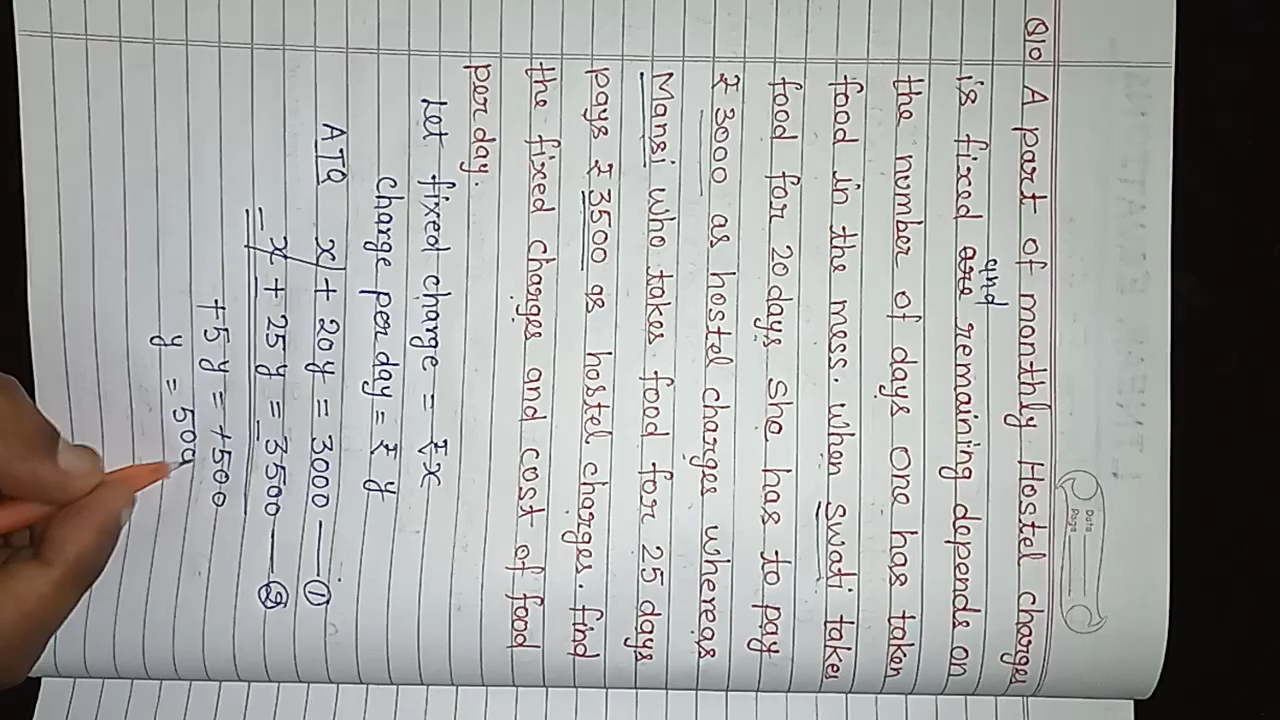 Date
Page
Q10 A part of monthly Hostel charges
is fixed and remaining depends on
the number of days one has taken
food in the mess. when swati takes
food for 20 days she has to pay
₹ 3000 as hostel charges whereas
Mansi who takes food for 25 days
pays ₹ 3500 as hostel charges. find
the fixed charges and cost of food
per day.
Let fixed charge = ₹x
charge per day = ₹ y
ATQ x + 20y = 3000 — ①
x + 25y = 3500 — ②
+5y = +500
y = 500